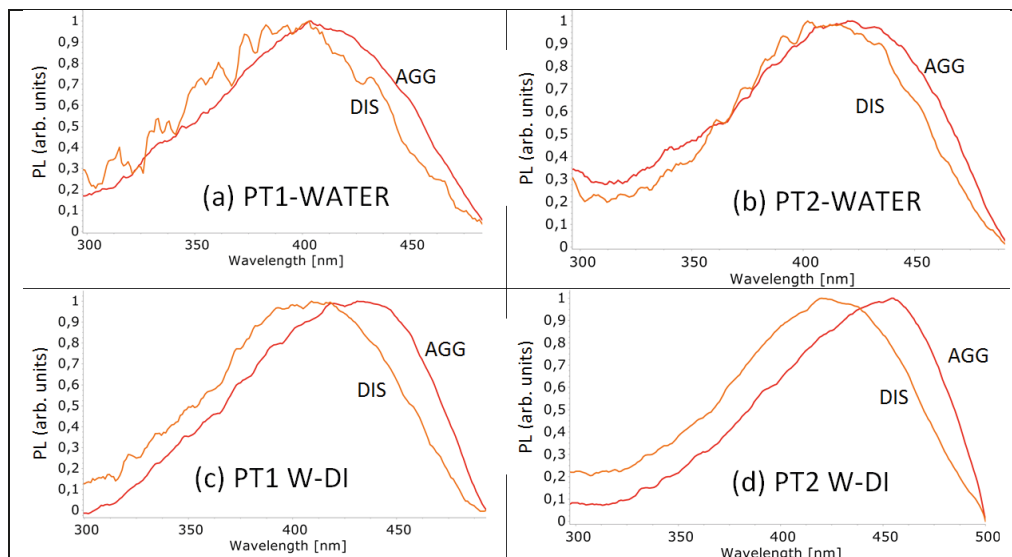 PL (arb. units)
1
0,9
0,8
0,7
0,6
0,5
0,4
0,3
0,2
0,1
0
AGG
DIS
(a) PT1-WATER
300 350 400 450
Wavelength [nm]
PL (arb. units)
1
0,9
0,8
0,7
0,6
0,5
0,4
0,3
0,2
0,1
0
AGG
DIS
(b) PT2-WATER
300 350 400 450
Wavelength [nm]
PL (arb. units)
1
0,9
0,8
0,7
0,6
0,5
0,4
0,3
0,2
0,1
0
AGG
DIS
(c) PT1 W-DI
300 350 400 450
Wavelength [nm]
PL (arb. units)
1
0,9
0,8
0,7
0,6
0,5
0,4
0,3
0,2
0,1
0
AGG
DIS
(d) PT2 W-DI
300 350 400 450 500
Wavelength [nm]